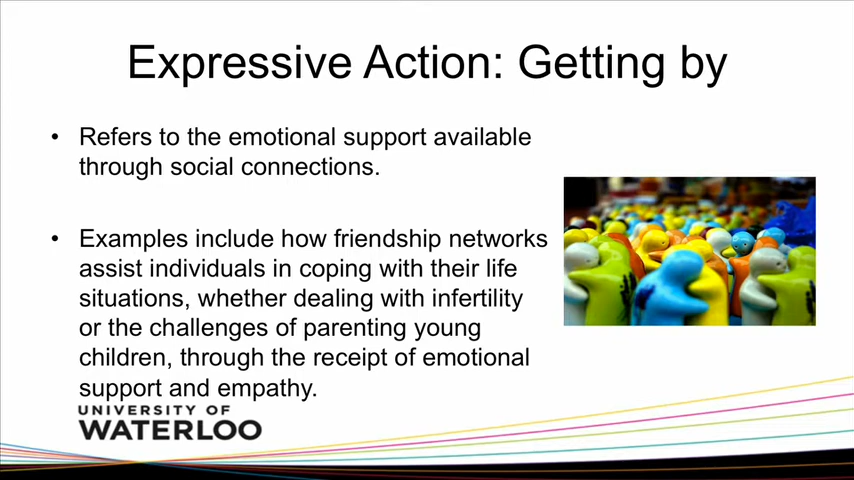 Expressive Action: Getting by
• Refers to the emotional support available
through social connections.
• Examples include how friendship networks
assist individuals in coping with their life
situations, whether dealing with infertility
or the challenges of parenting young
children, through the receipt of emotional
support and empathy.
UNIVERSITY OF
WATERLOO